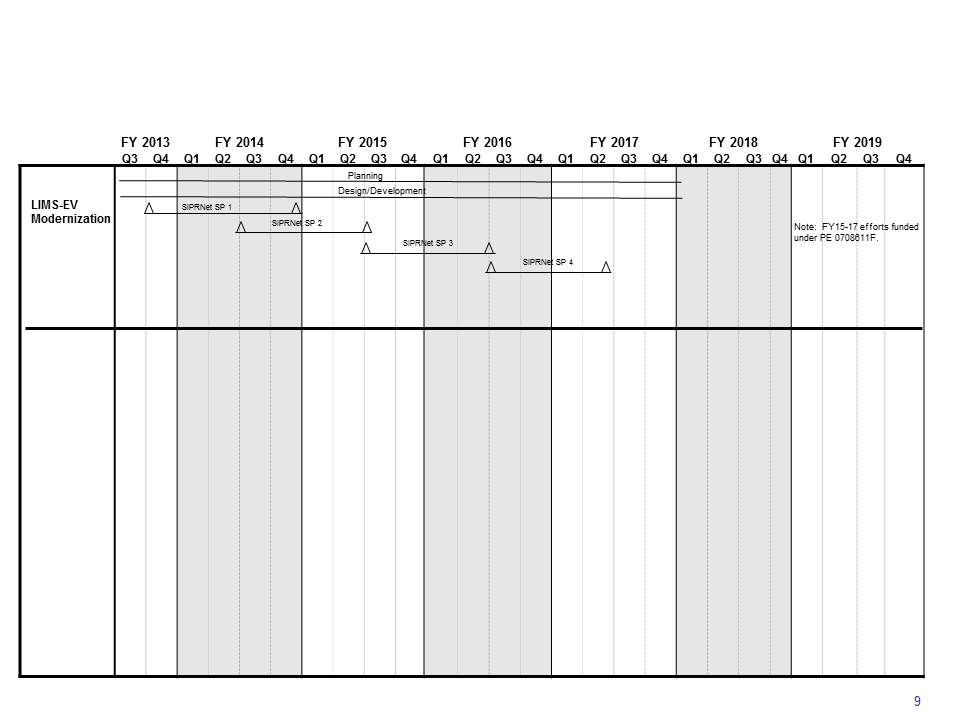 FY 2013 FY 2014 FY 2015 FY 2016 FY 2017 FY 2018 FY 2019
Q3 Q4 Q1 Q2 Q3 Q4 Q1 Q2 Q3 Q4 Q1 Q2 Q3 Q4 Q1 Q2 Q3 Q4 Q1 Q2 Q3 Q4 Q1 Q2 Q3 Q4
Planning
Design/Development
LIMS-EV
Modernization
SIPRNet SP 1
SIPRNet SP 2
Note: FY15-17 efforts funded
under PE 0708611F.
SIPRNet SP 3
SIPRNet SP 4
9